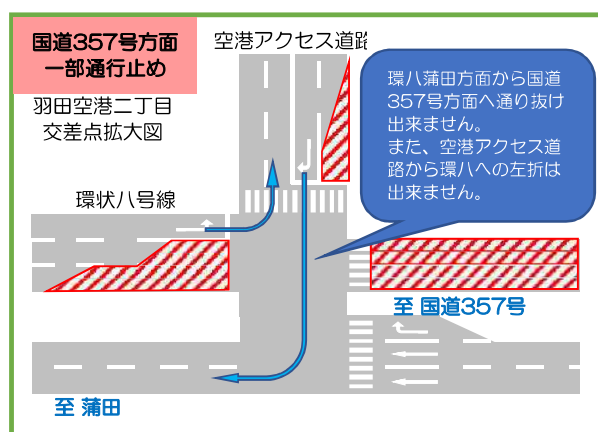 国道357号方面
一部通行止め
空港アクセス道路
羽田空港二丁目
交差点拡大図
環八蒲田方面から国道
357号方面へ通り抜け
出来ません。
また、空港アクセス道
路から環八への左折は
出来ません。
環状八号線
至 国道357号
至 蒲田